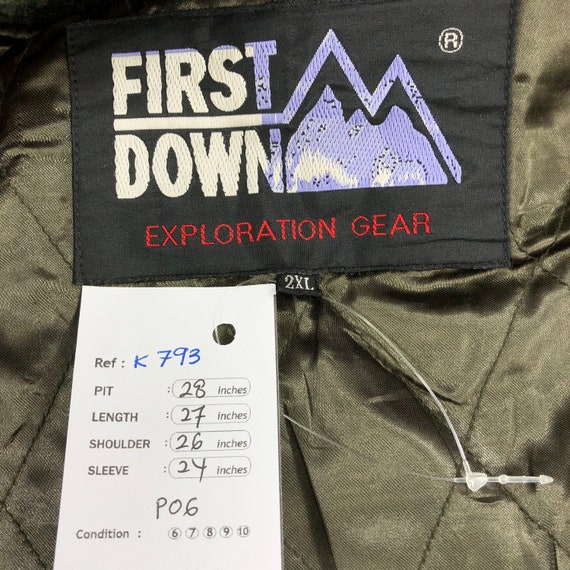 FIRST
DOWN
®
EXPLORATION GEAR
2XL
Ref : K 793
PIT : 28 inches
LENGTH : 27 inches
SHOULDER : 26 inches
SLEEVE : 24 inches
P06
Condition : 6 7 8 9 10